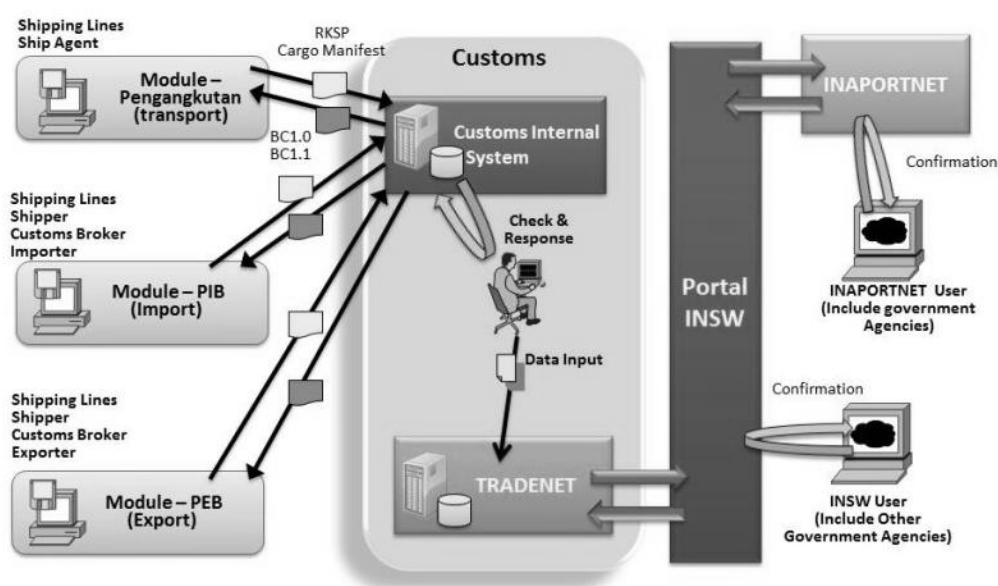 Shipping Lines
Ship Agent
Module –
Pengangkutan
(transport)
RKSP
Cargo Manifest
BC1.0
BC1.1
Shipping Lines
Shipper
Customs Broker
Importer
Module – PIB
(Import)
Shipping Lines
Shipper
Customs Broker
Exporter
Module – PEB
(Export)
Customs
Customs Internal
System
Check &
Response
Data Input
TRADENET
Portal
INSW
INAPORTNET
Confirmation
INAPORTNET User
(Include government
Agencies)
Confirmation
INSW User
(Include Other
Government Agencies)